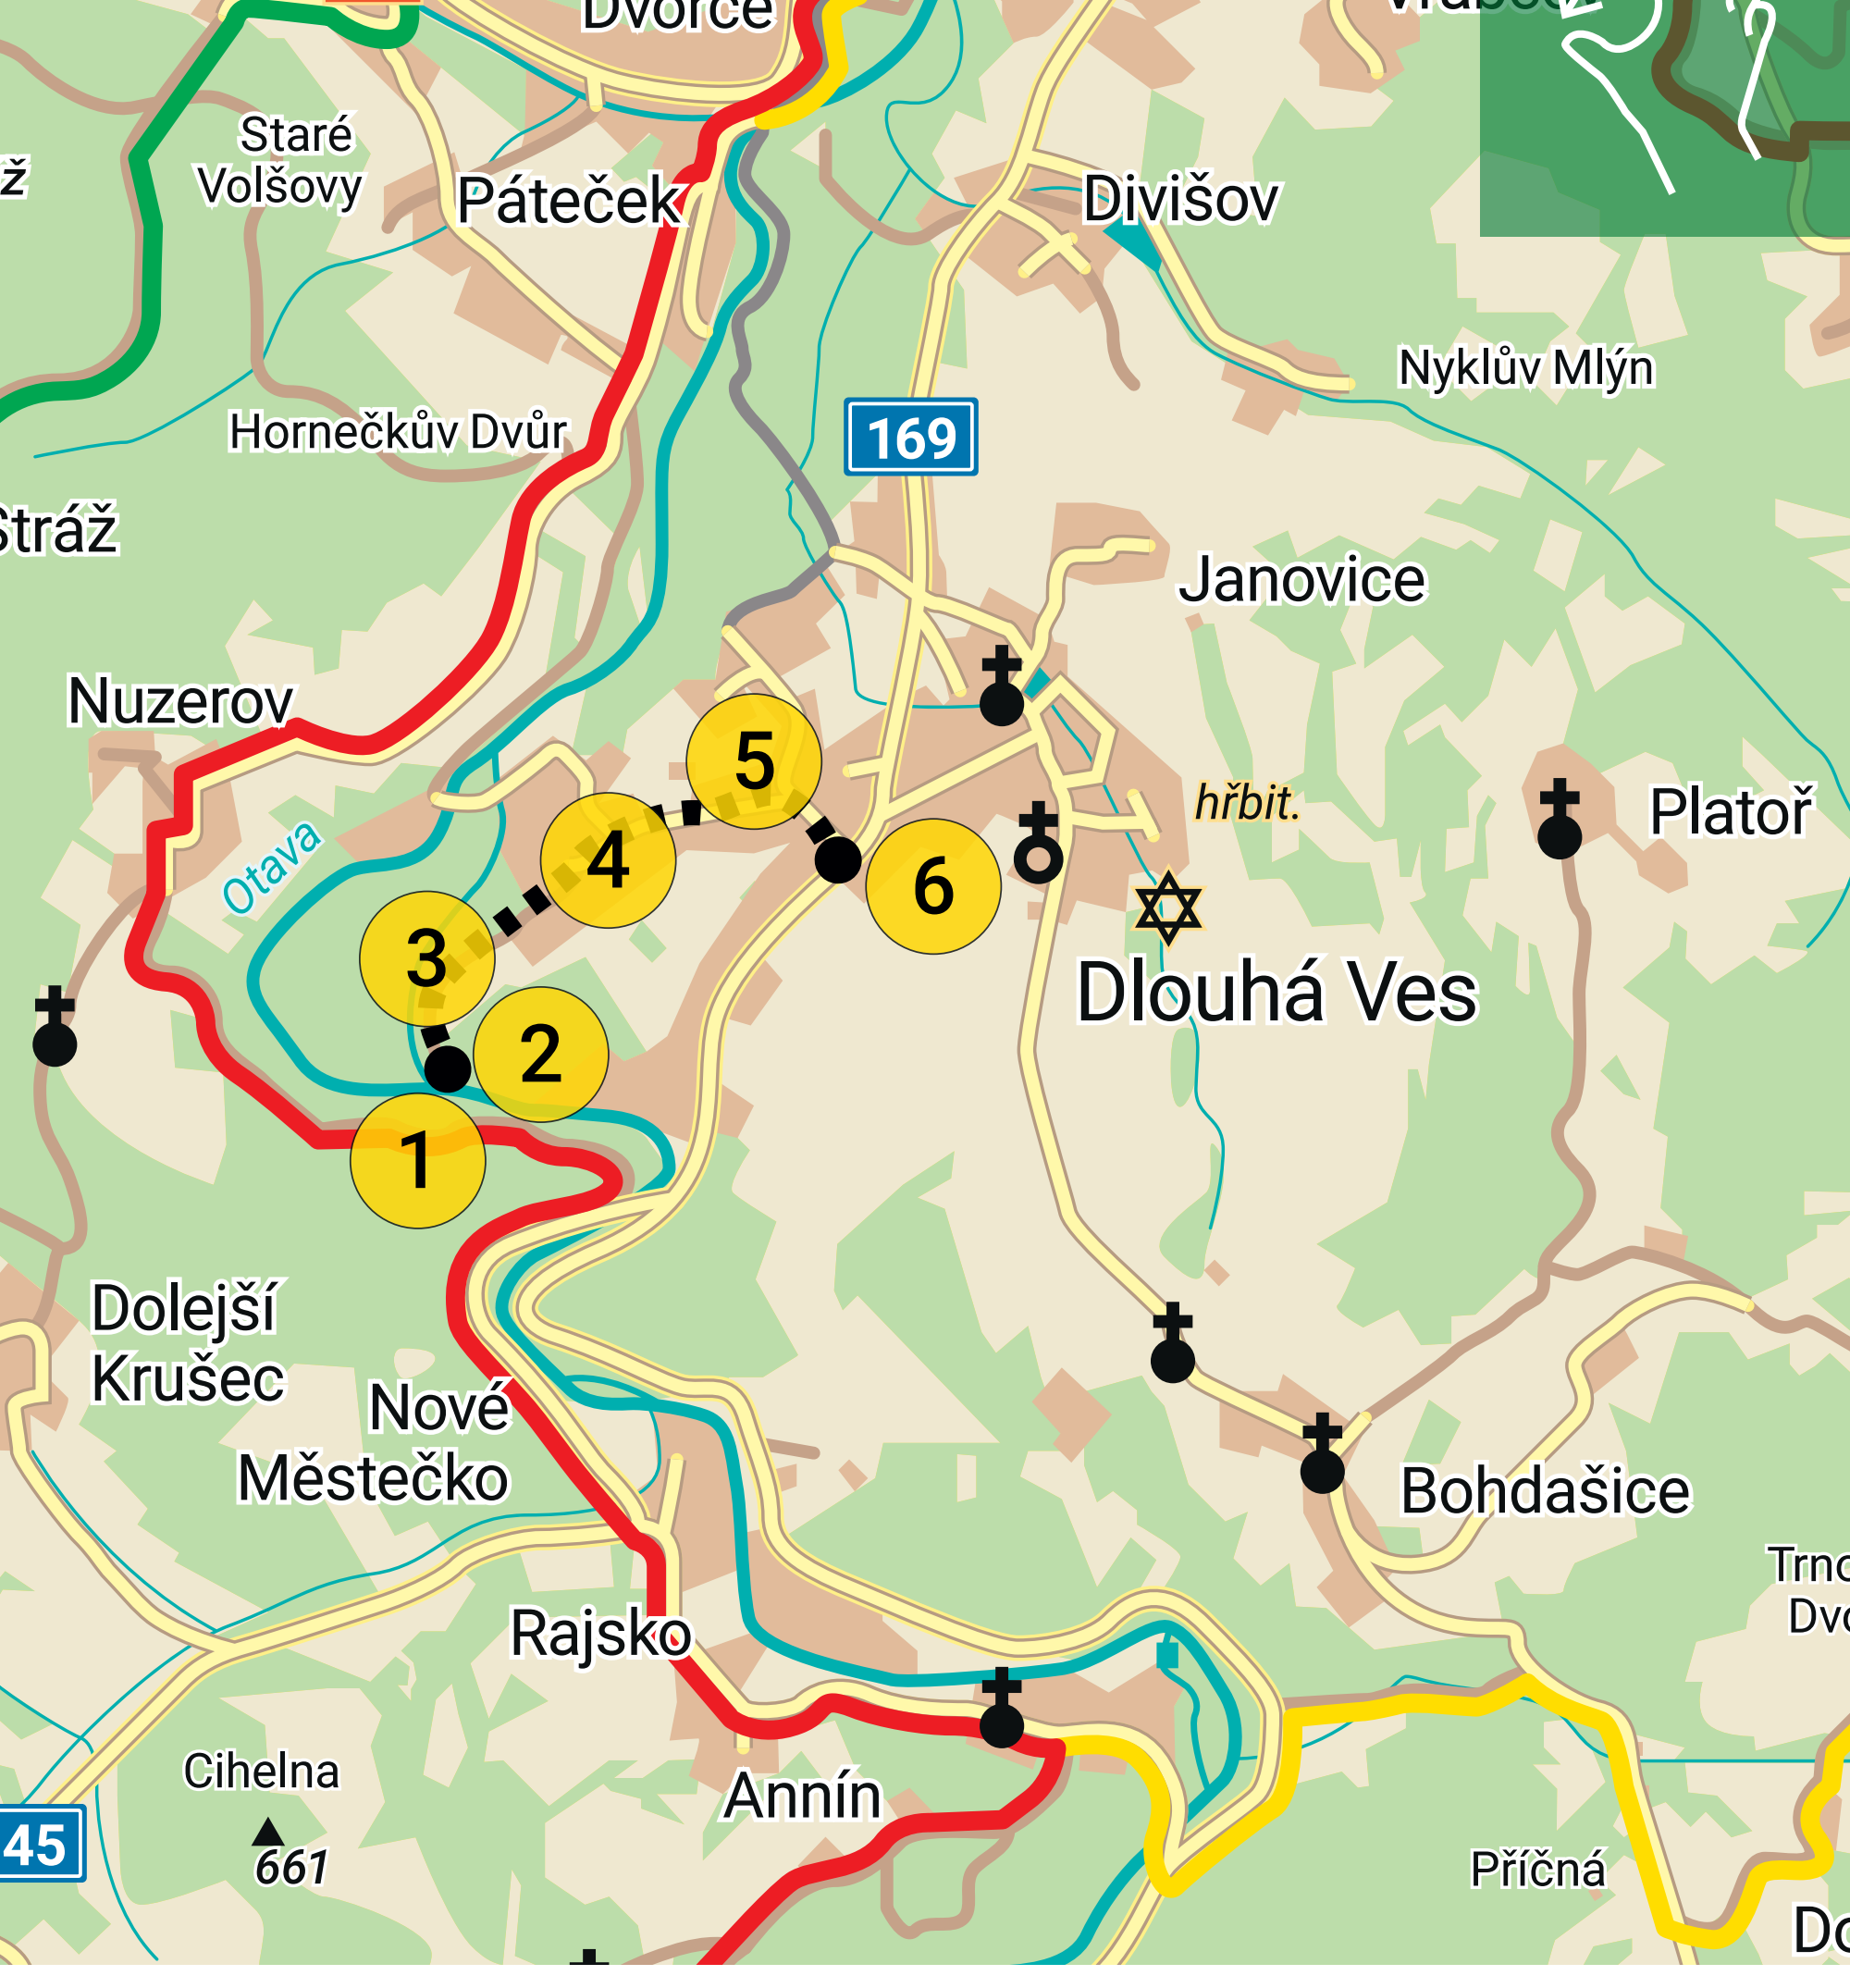 Dvorce
Staré
Volšovy
Páteček
Divišov
Nyklův Mlýn
Hornečkův Dvůr
169
Stráž
Janovice
Nuzerov
5
hřbit.
Platoř
Otava
4
6
3
Dlouhá Ves
2
1
Dolejší
Krušec
Nové
Městečko
Bohdašice
Rajsko
Cihelna
661
Annín
45
Příčná